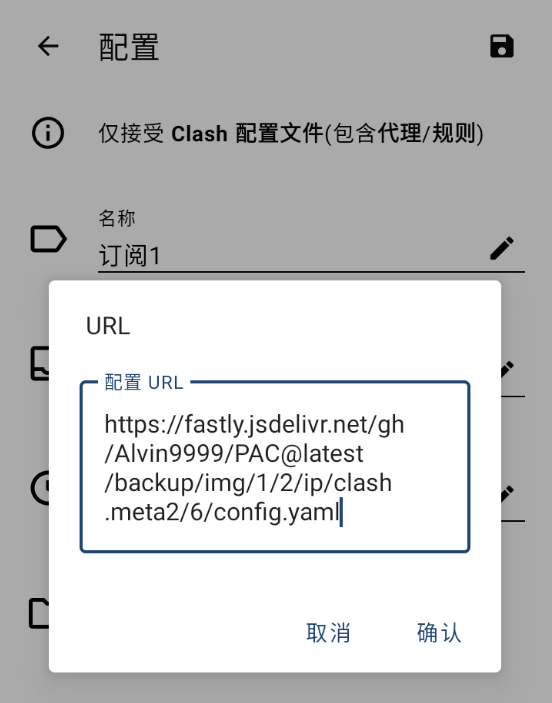 配置
仅接受 Clash 配置文件(包含代理/规则)
名称
订阅1
URL
配置 URL
https://fastly.jsdelivr.net/gh
/Alvin9999/PAC@latest
/backup/img/1/2/ip/clash
.meta2/6/config.yaml
取消
确认